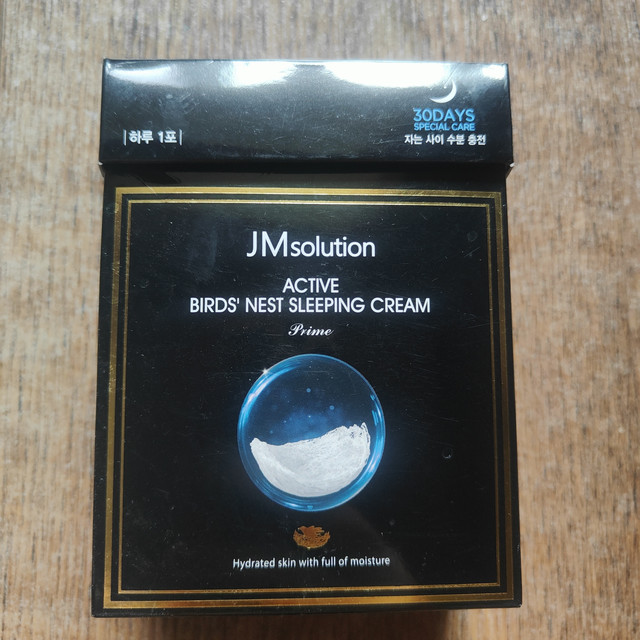 |하루 1포|
30DAYS
SPECIAL CARE
자는 사이 수분 충전
JMsolution
ACTIVE
BIRDS' NEST SLEEPING CREAM
Prime
Hydrated skin with full of moisture